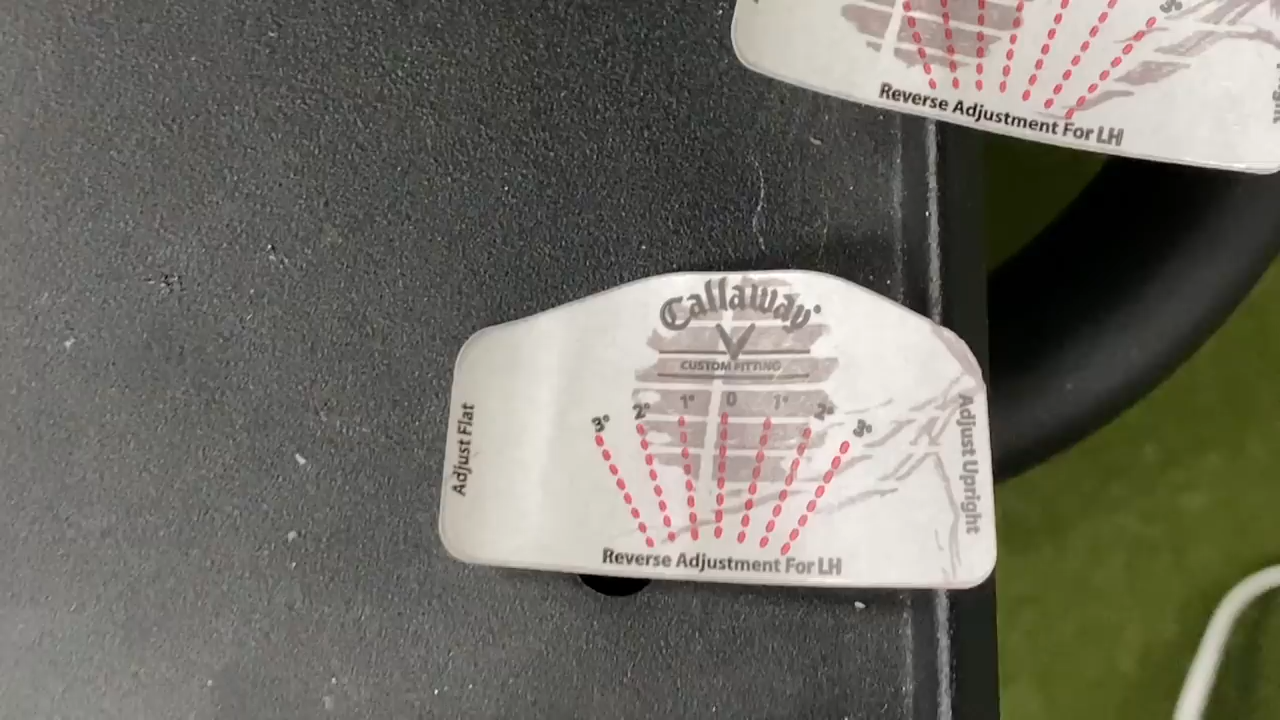 3°
Reverse Adjustment For LH
Callaway
CUSTOM FITTING
3° 2° 1° 0 1° 2° 3°
Adjust Flat
Adjust Upright
Reverse Adjustment For LH